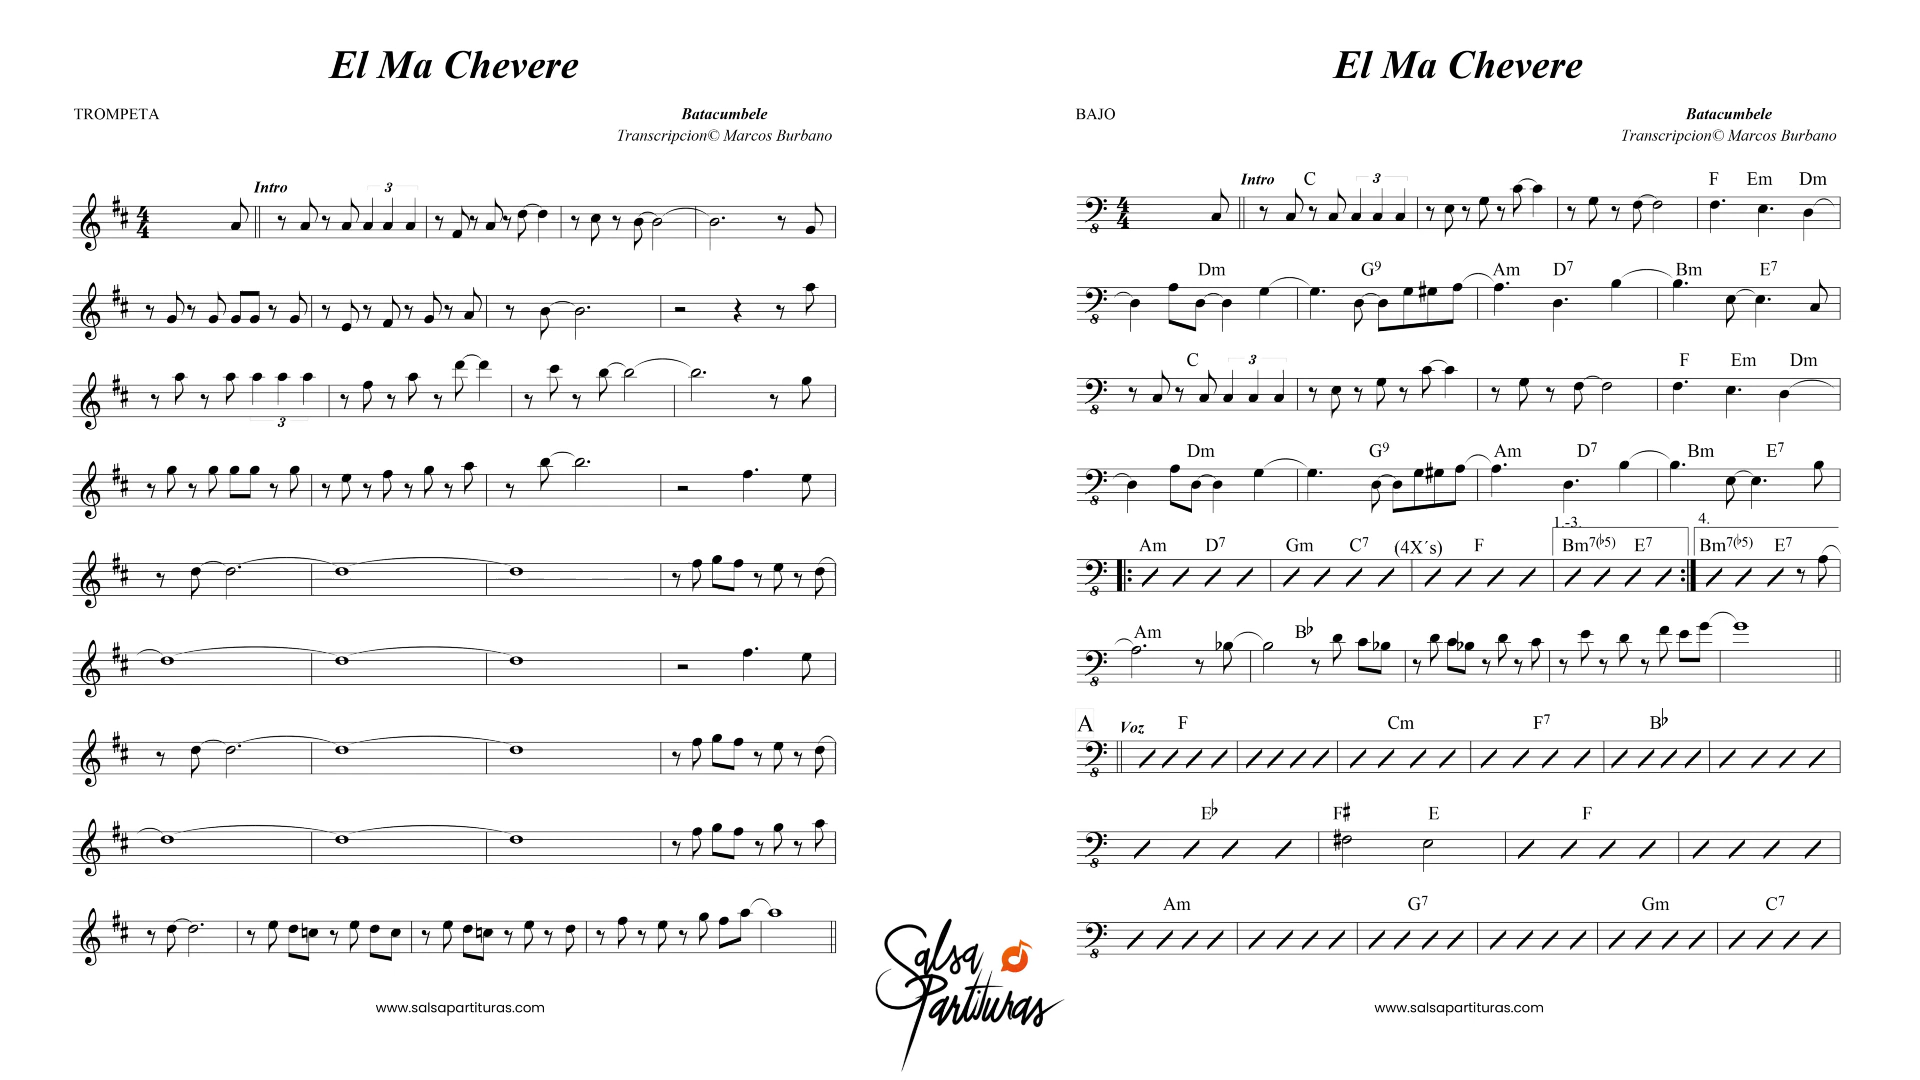 El Ma Chevere
TROMPETA
Batacumbele
Transcripcion© Marcos Burbano
Intro
3
3
www.salsapartituras.com
Salsa
Partituras
El Ma Chevere
BAJO
Batacumbele
Transcripcion© Marcos Burbano
Intro C 3 F Em Dm
Dm G9 Am D7 Bm E7
C 3 F Em Dm
Dm G9 Am D7 Bm E7
1.-3. 4.
Am D7 Gm C7 (4X´s) F Bm7(♭5) E7 Bm7(♭5) E7
Am B♭
A Voz F Cm F7 B♭
E♭ F# E F
Am G7 Gm C7
www.salsapartituras.com